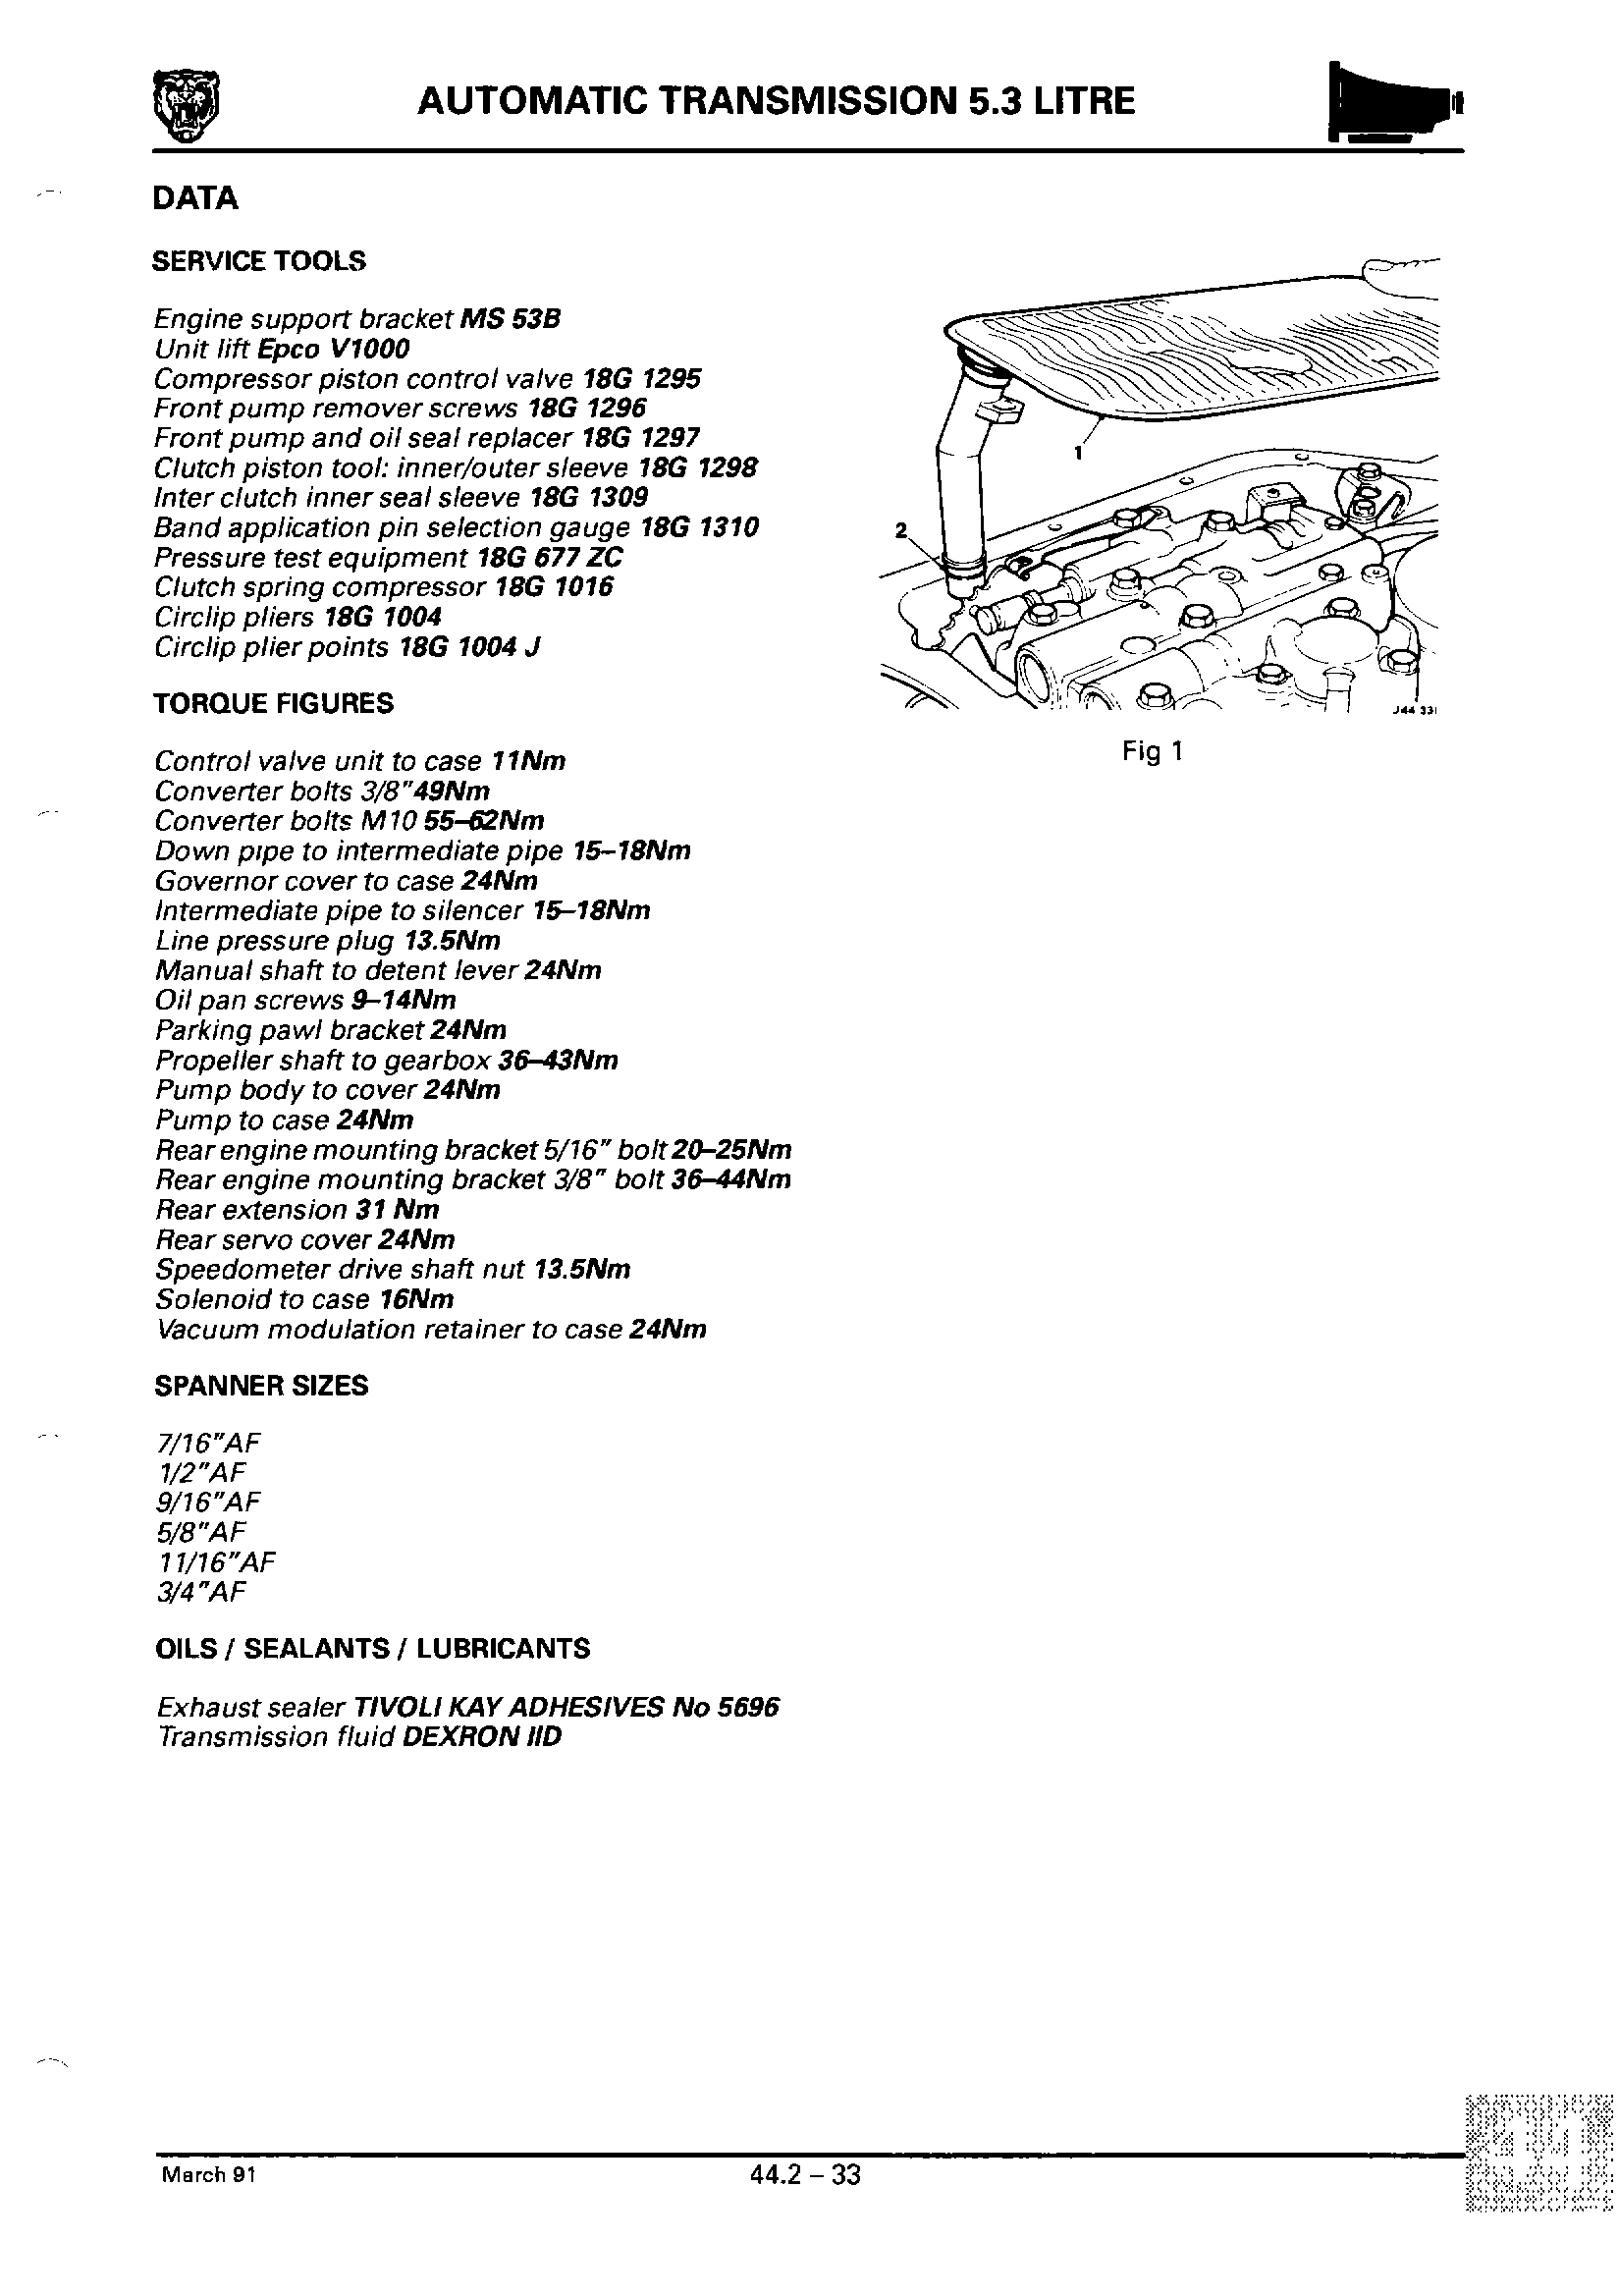 AUTOMATIC TRANSMISSION 5.3 LITRE
DATA
SERVICE TOOLS
Engine support bracket MS 53B
Unit lift Epco V1000
Compressor piston control valve 18G 1295
Front pump remover screws 18G 1296
Front pump and oil seal replacer 18G 1297
Clutch piston tool: inner/outer sleeve 18G 1298
Inter clutch inner seal sleeve 18G 1309
Band application pin selection gauge 18G 1310
Pressure test equipment 18G 677 ZC
Clutch spring compressor 18G 1016
Circlip pliers 18G 1004
Circlip plier points 18G 1004 J
TORQUE FIGURES
Control valve unit to case 11Nm
Converter bolts 3/8"49Nm
Converter bolts M10 55–62Nm
Down pipe to intermediate pipe 15–18Nm
Governor cover to case 24Nm
Intermediate pipe to silencer 15–18Nm
Line pressure plug 13.5Nm
Manual shaft to detent lever 24Nm
Oil pan screws 9–14Nm
Parking pawl bracket 24Nm
Propeller shaft to gearbox 36–43Nm
Pump body to cover 24Nm
Pump to case 24Nm
Rear engine mounting bracket 5/16" bolt 20–25Nm
Rear engine mounting bracket 3/8" bolt 36–44Nm
Rear extension 31 Nm
Rear servo cover 24Nm
Speedometer drive shaft nut 13.5Nm
Solenoid to case 16Nm
Vacuum modulation retainer to case 24Nm
SPANNER SIZES
7/16"AF
1/2"AF
9/16"AF
5/8"AF
11/16"AF
3/4"AF
OILS / SEALANTS / LUBRICANTS
Exhaust sealer TIVOLI KAY ADHESIVES No 5696
Transmission fluid DEXRON IID
1
2
J44 331
Fig 1
March 91
44.2 – 33
44